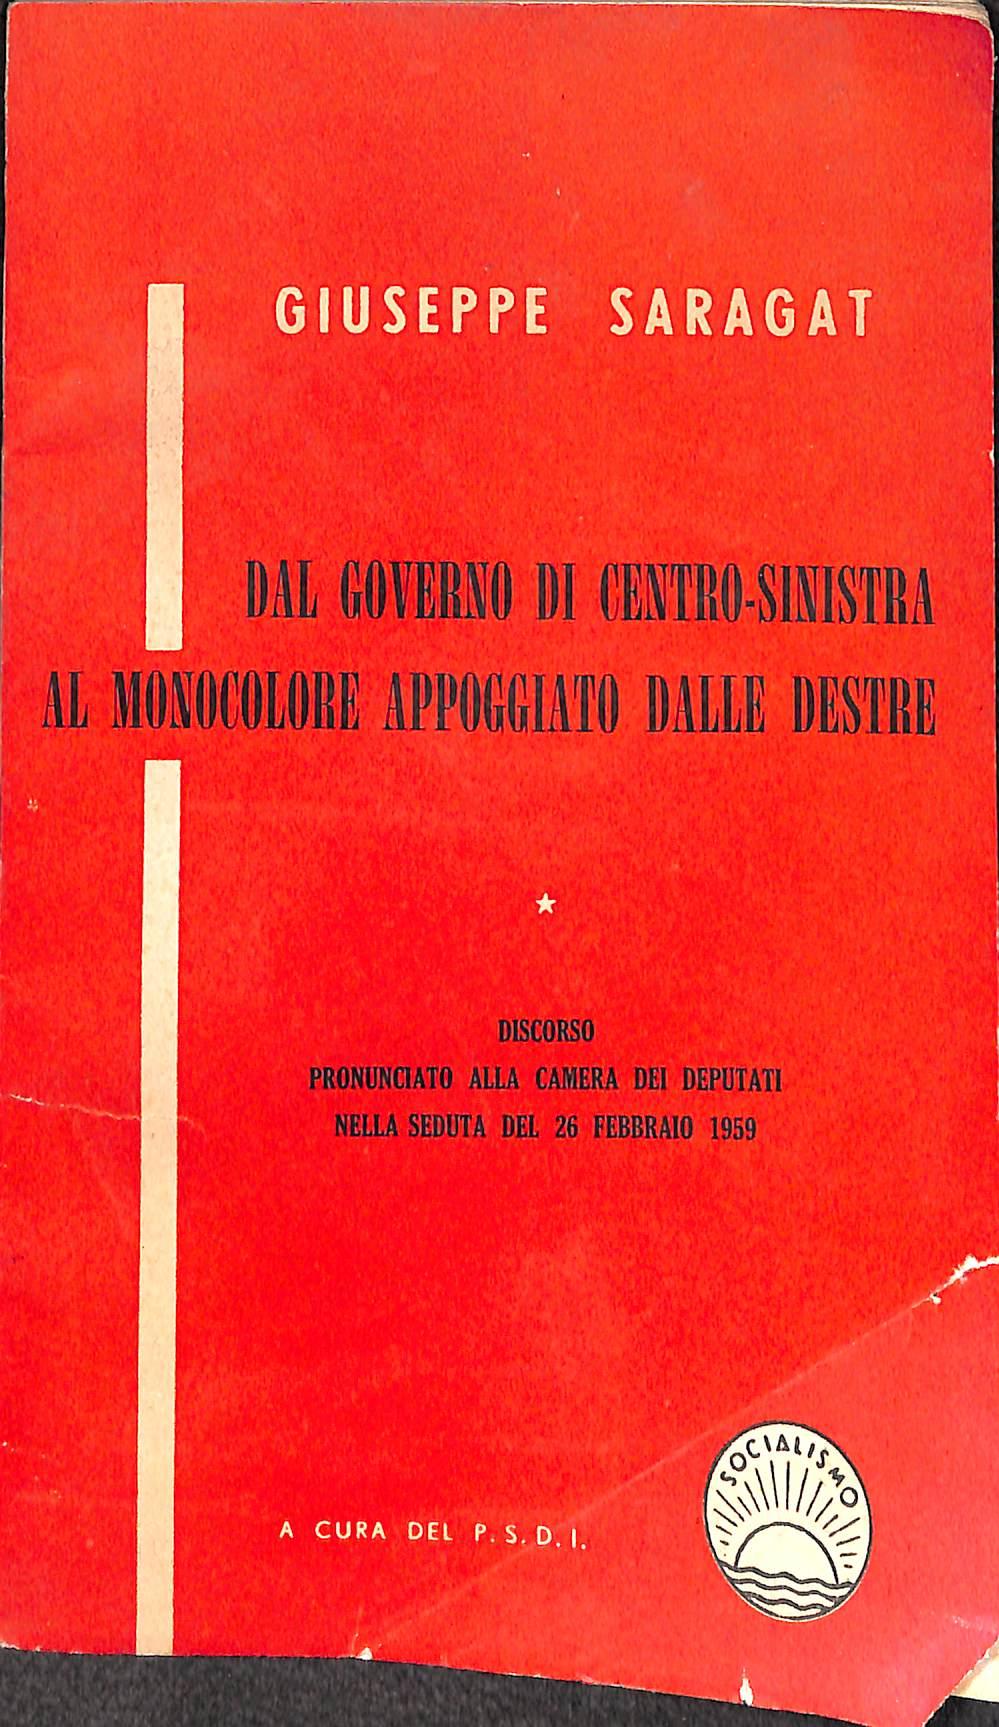 GIUSEPPE SARAGAT
DAL GOVERNO DI CENTRO-SINISTRA
AL MONOCOLORE APPOGGIATO DALLE DESTRE
DISCORSO
PRONUNCIATO ALLA CAMERA DEI DEPUTATI
NELLA SEDUTA DEL 26 FEBBRAIO 1959
A CURA DEL P.S.D.I.
SOCIALISMO